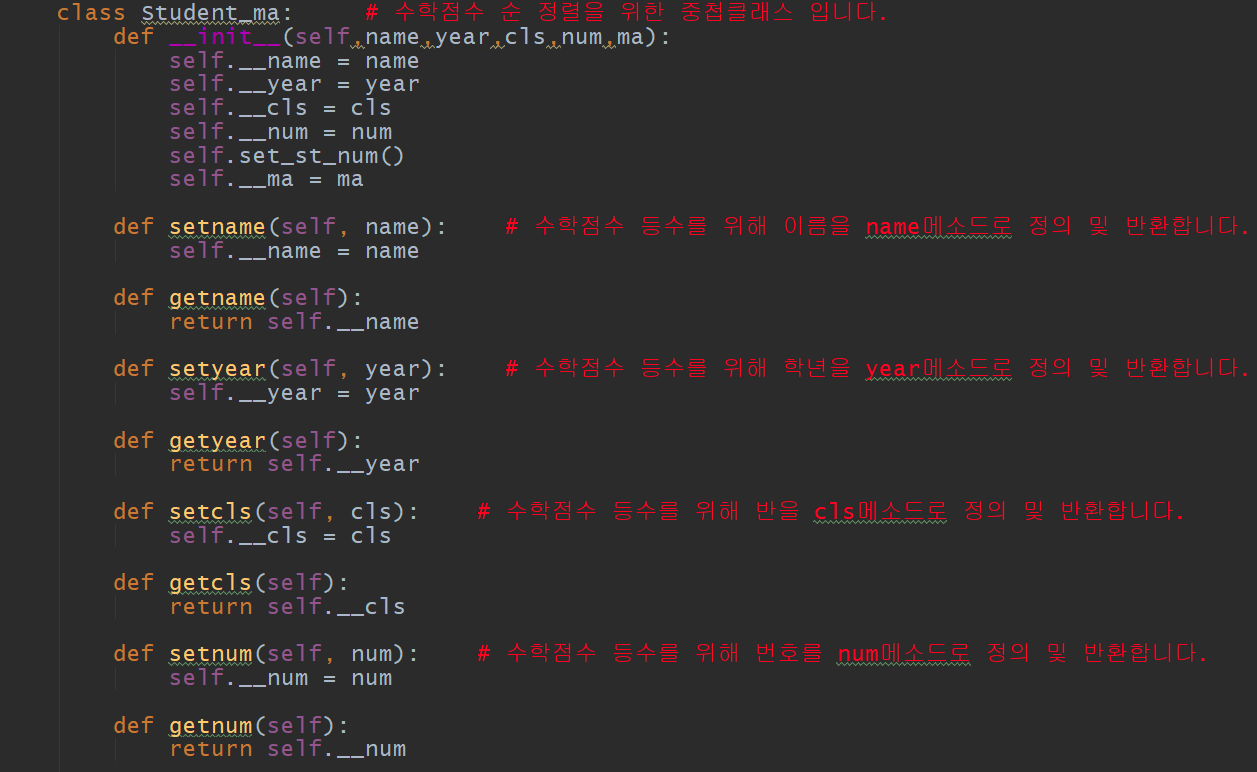 class Student_ma:     # 수학점수 순 정렬을 위한 중첩클래스 입니다.
    def __init__(self,name,year,cls,num,ma):
        self.__name = name
        self.__year = year
        self.__cls = cls
        self.__num = num
        self.set_st_num()
        self.__ma = ma

    def setname(self, name):    # 수학점수 등수를 위해 이름을 name메소드로 정의 및 반환합니다.
        self.__name = name

    def getname(self):
        return self.__name

    def setyear(self, year):    # 수학점수 등수를 위해 학년을 year메소드로 정의 및 반환합니다.
        self.__year = year

    def getyear(self):
        return self.__year

    def setcls(self, cls):    # 수학점수 등수를 위해 반을 cls메소드로 정의 및 반환합니다.
        self.__cls = cls

    def getcls(self):
        return self.__cls

    def setnum(self, num):    # 수학점수 등수를 위해 번호를 num메소드로 정의 및 반환합니다.
        self.__num = num

    def getnum(self):
        return self.__num